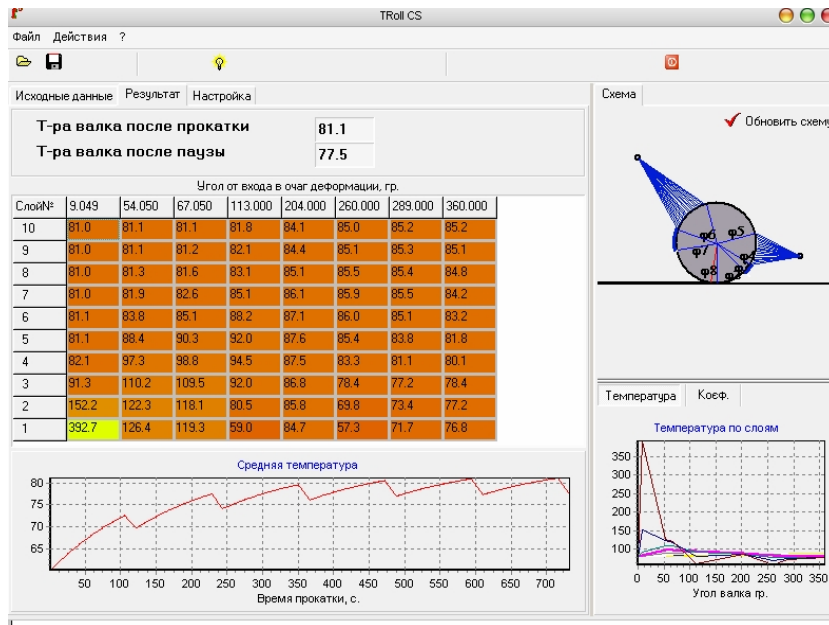 TRoll CS
Файл Действия ?
Исходные данные Результат Настройка
Т-ра валка после прокатки 81.1
Т-ра валка после паузы 77.5
Угол от входа в очаг деформации, гр.
Слой№ 9.049 54.050 67.050 113.000 204.000 260.000 289.000 360.000
10 81.0 81.1 81.1 81.8 84.1 85.0 85.2 85.2
9 81.0 81.1 81.2 82.1 84.4 85.1 85.3 85.1
8 81.0 81.3 81.6 83.1 85.1 85.5 85.4 84.8
7 81.0 81.9 82.6 85.1 86.1 85.9 85.5 84.2
6 81.1 83.8 85.1 88.2 87.1 86.0 85.1 83.2
5 81.1 88.4 90.3 92.0 87.6 85.4 83.8 81.8
4 82.1 97.3 98.8 94.5 87.5 83.3 81.1 80.1
3 91.3 110.2 109.5 92.0 86.8 78.4 77.2 78.4
2 152.2 122.3 118.1 80.5 85.8 69.8 73.4 77.2
1 392.7 126.4 119.3 59.0 84.7 57.3 71.7 76.8
Средняя температура
80
75
70
65
50 100 150 200 250 300 350 400 450 500 550 600 650 700
Время прокатки, с.
Схема
Обновить схему
φ6 φ5
φ7
φ8
Температура Коеф.
Температура по слоям
350
300
250
200
150
100
0 50 100 150 200 250 300 350
Угол валка гр.